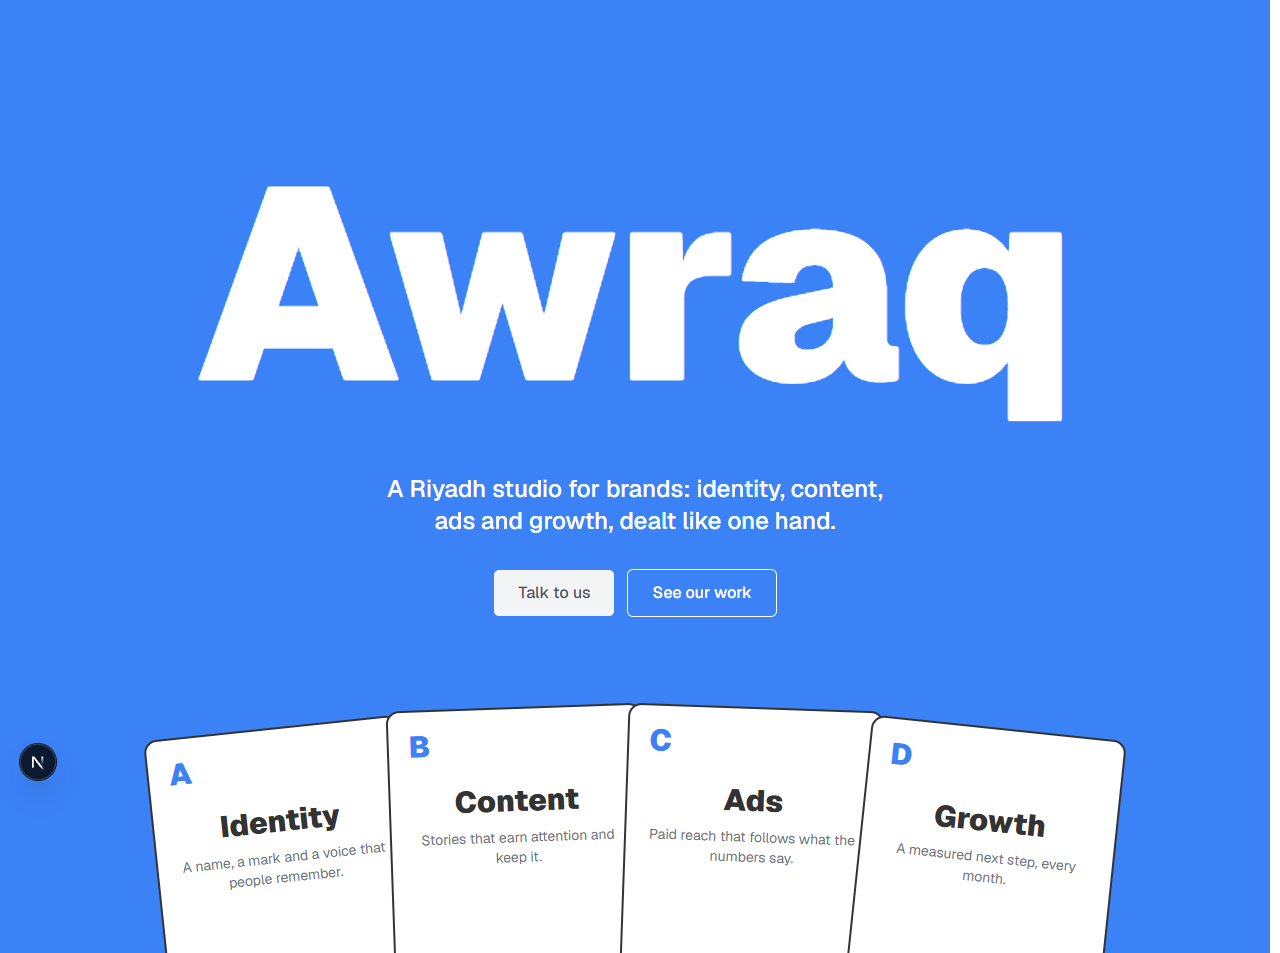 Awraq
A Riyadh studio for brands: identity, content,
ads and growth, dealt like one hand.
Talk to us
See our work
A
Identity
A name, a mark and a voice that
people remember.
B
Content
Stories that earn attention and
keep it.
C
Ads
Paid reach that follows what the
numbers say.
D
Growth
A measured next step, every
month.
N